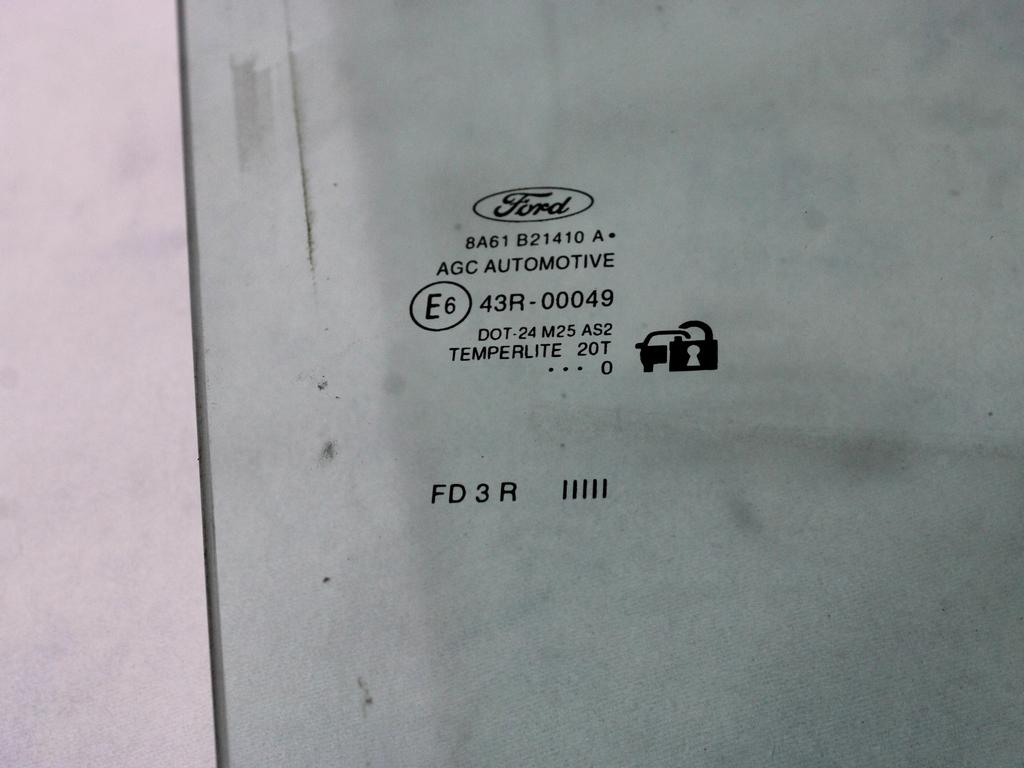 Ford
8A61 B21410 A•
AGC AUTOMOTIVE
E6 43R-00049
DOT-24 M25 AS2
TEMPERLITE 20T
... 0
FD 3 R IIIII